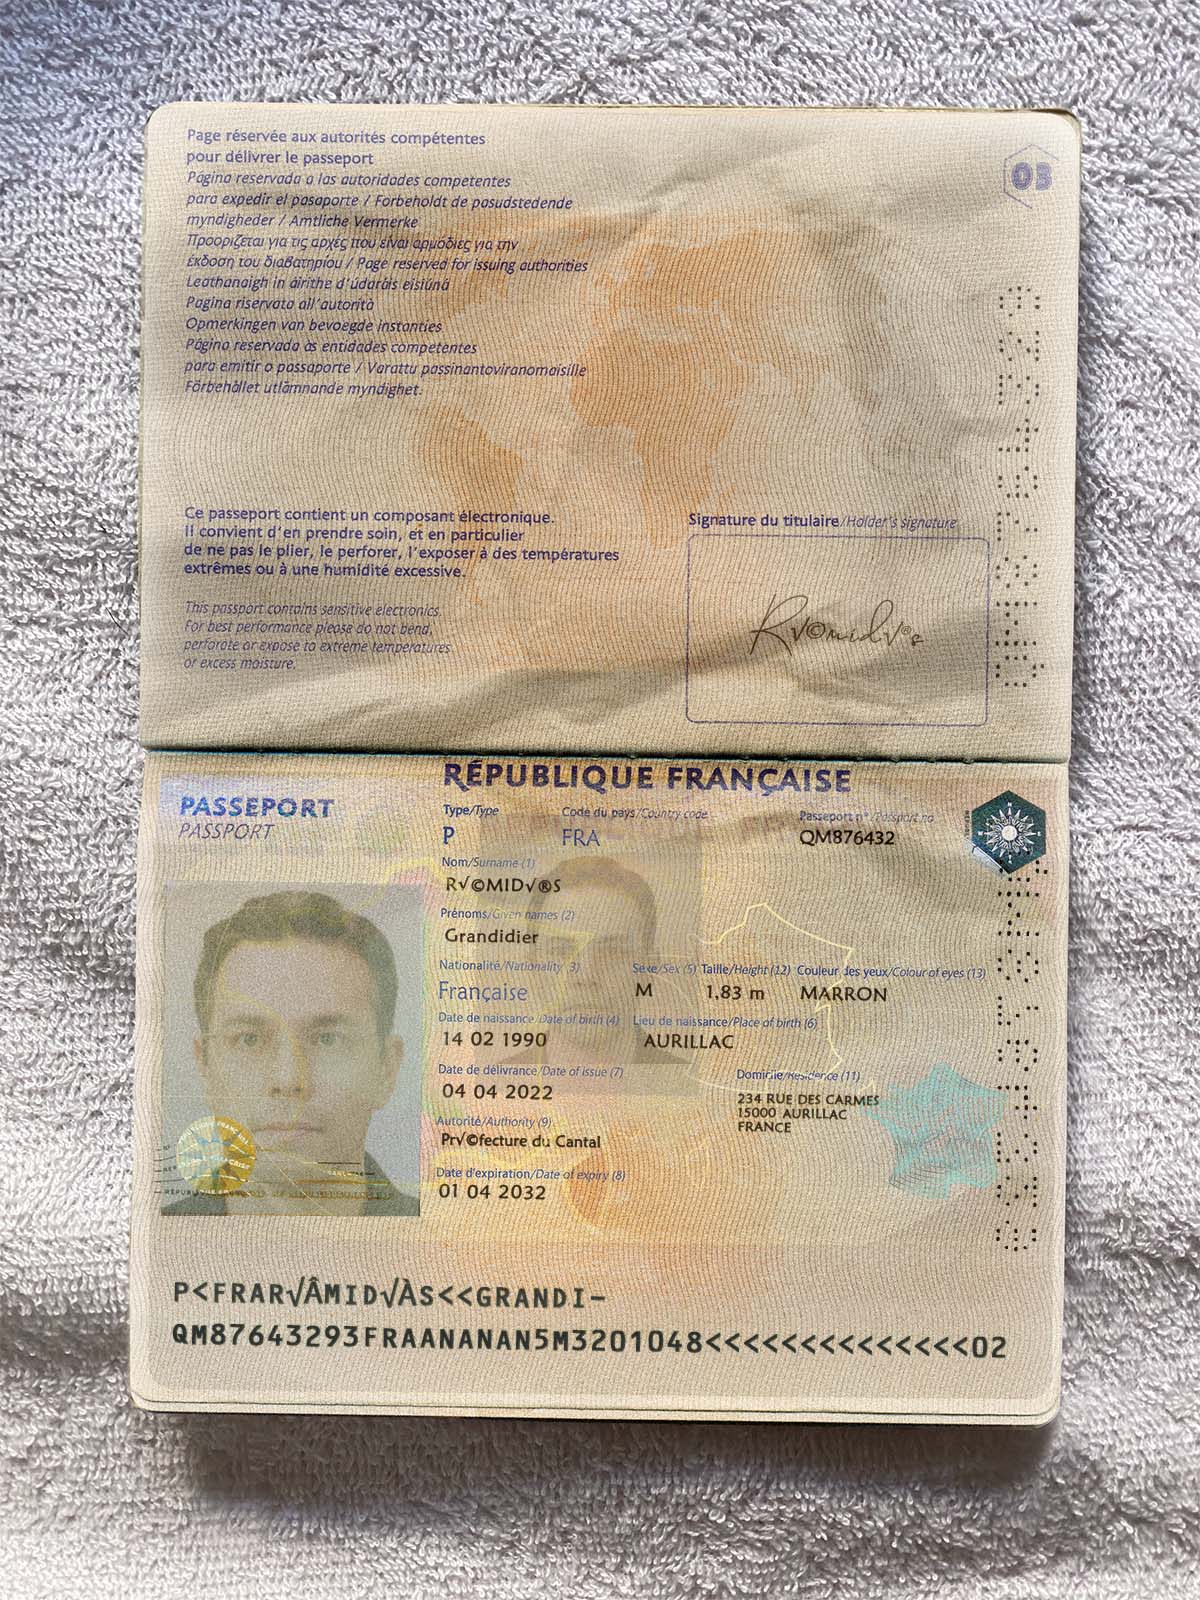 Page réservée aux autorités compétentes
pour délivrer le passeport
03
Pagina reservada a las autoridades competentes
para expedir el pasaporte / Forbeholdt de pasudstedende
myndigheder / Amtliche Vermerke
Προορίζεται για τις αρχές που είναι αρμόδιες για την
έκδοση του διαβατηρίου / Page reserved for issuing authorities
Leathanaigh in áirithe d'údaráis eisiúna
Pagina riservata all'autorità
Opmerkingen van bevoegde instanties
Página reservada às entidades competentes
para emitir o passaporte / Varattu passinantoviranomaisille
Förbehållet utlämnande myndighet.
Ce passeport contient un composant électronique.
Il convient d'en prendre soin, et en particulier
de ne pas le plier, le perforer, l'exposer à des températures
extrêmes ou à une humidité excessive.
This passport contains sensitive electronics.
For best performance please do not bend,
perforate or expose to extreme temperatures
or excess moisture.
Signature du titulaire/Holder's signature
R√©mid√®s
RÉPUBLIQUE FRANÇAISE
PASSEPORT
PASSPORT
Type/Type Code du pays/Country code Passeport n°/Passport no
P FRA QM876432
Nom/Surname (1)
R√©MID√®S
Prénoms/Given names (2)
Grandidier
Nationalité/Nationality (3) Sexe/Sex (5) Taille/Height (12) Couleur des yeux/Colour of eyes (13)
Française M 1,83 m MARRON
Date de naissance/Date of birth (4) Lieu de naissance/Place of birth (6)
14 02 1990 AURILLAC
Date de délivrance/Date of issue (7) Domicile/Residence (11)
04 04 2022 234 RUE DES CARMES
15000 AURILLAC
FRANCE
Autorité/Authority (9)
Pr√©fecture du Cantal
Date d'expiration/Date of expiry (8)
01 04 2032
P<FRAR√ÂMID√ÀS<<GRANDI-
QM87643293FRAANANAN5M3201048<<<<<<<<<<<<<<02